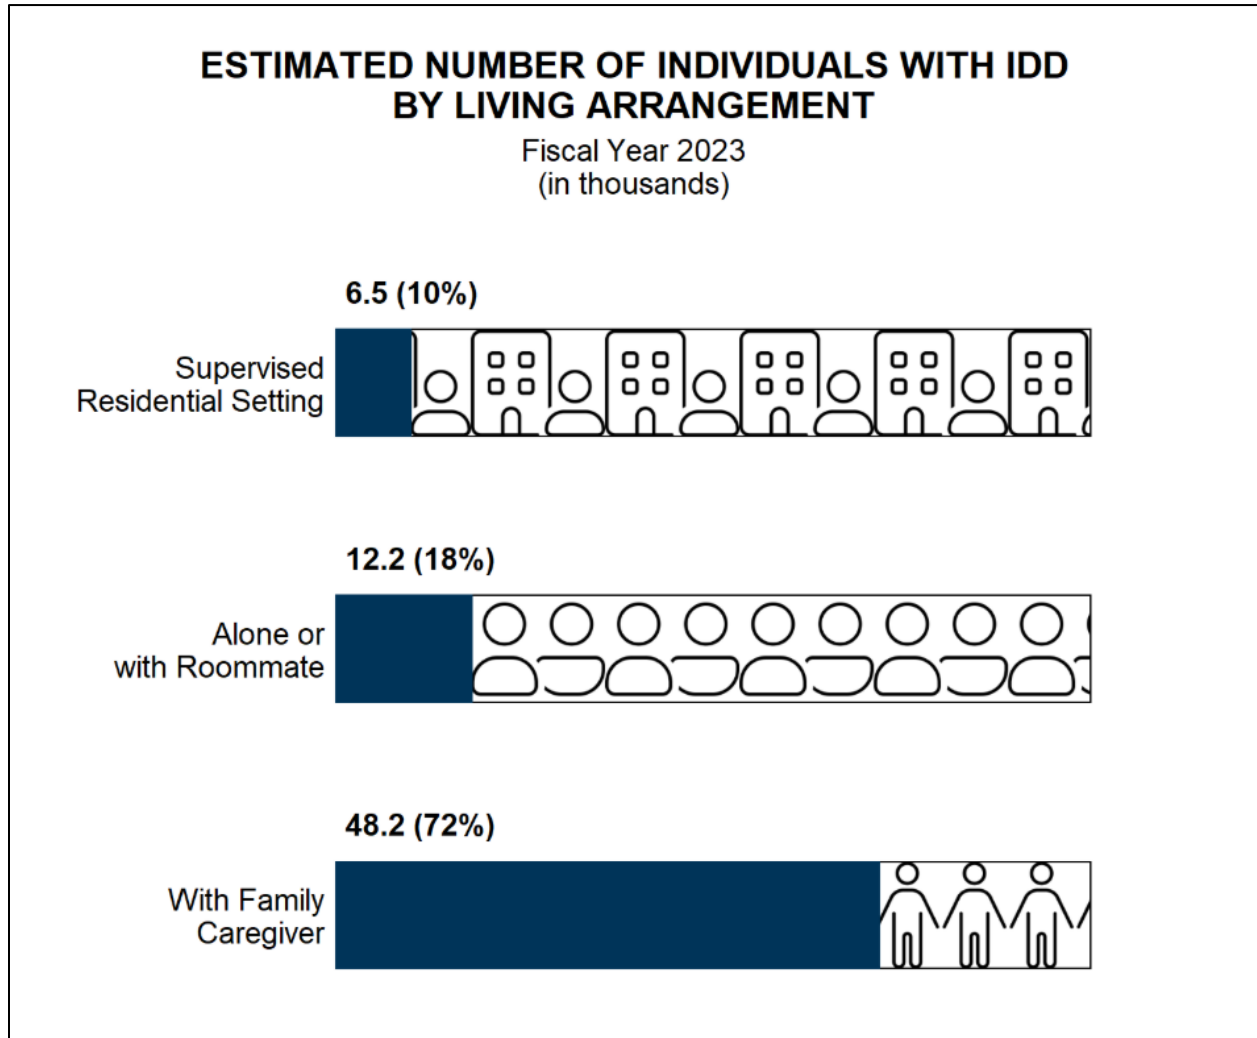 ESTIMATED NUMBER OF INDIVIDUALS WITH IDD
BY LIVING ARRANGEMENT
Fiscal Year 2023
(in thousands)
6.5 (10%)
Supervised
Residential Setting
12.2 (18%)
Alone or
with Roommate
48.2 (72%)
With Family
Caregiver